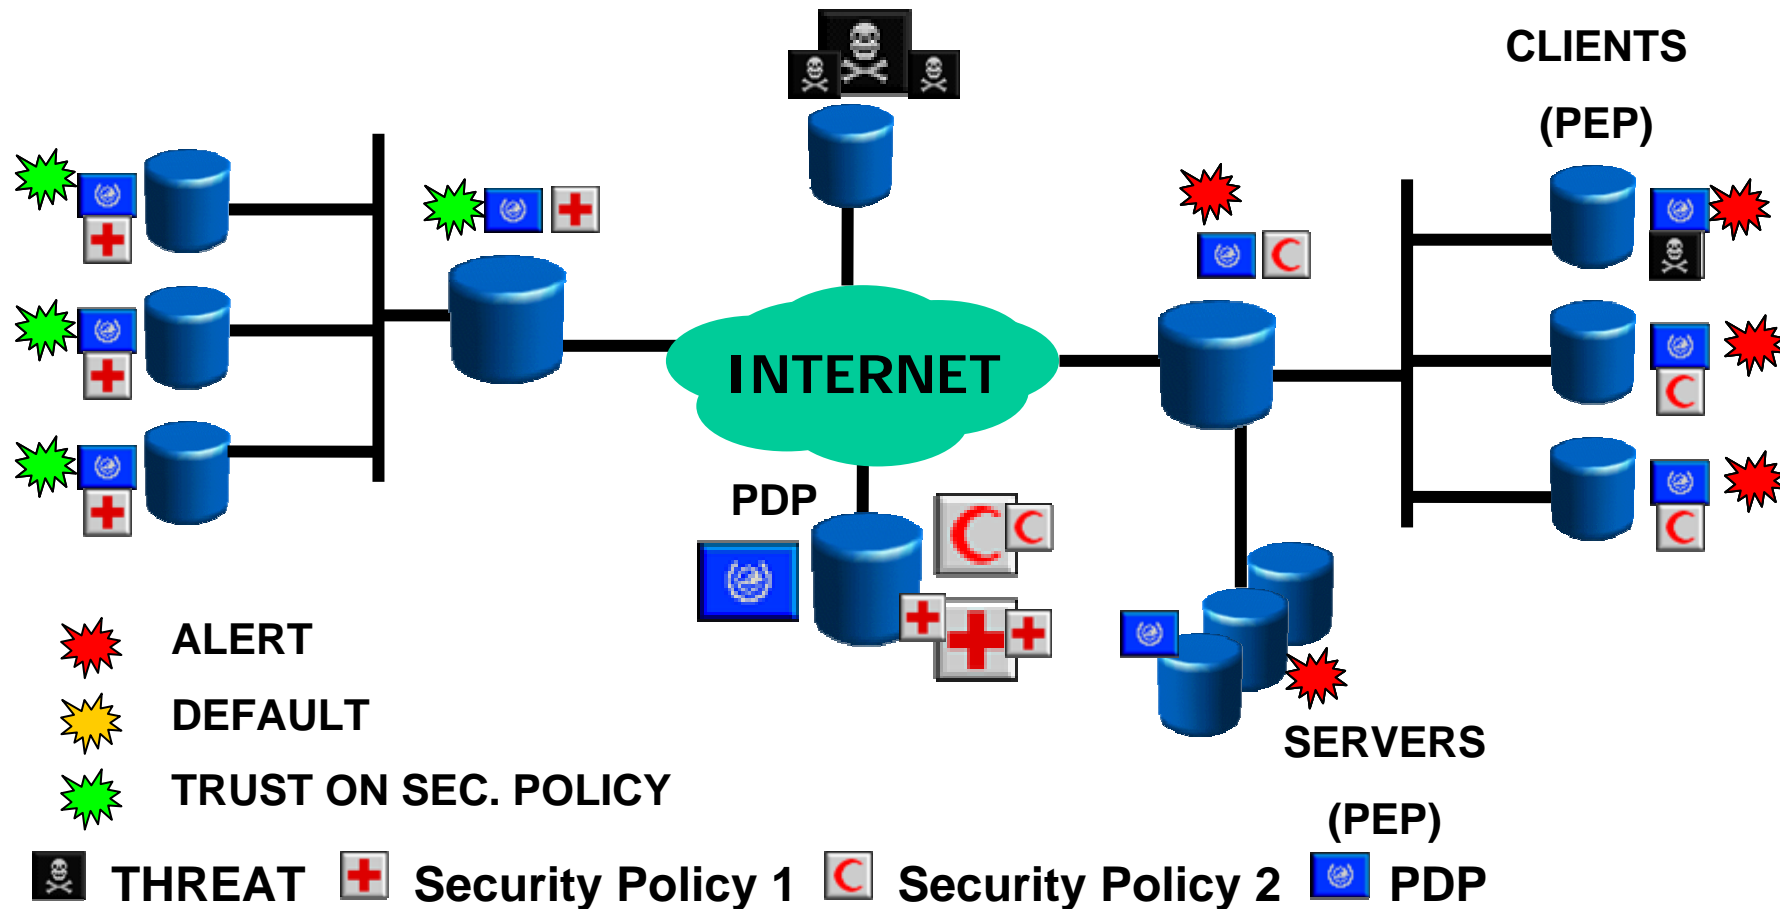 CLIENTS
(PEP)
INTERNET
PDP
ALERT
DEFAULT
TRUST ON SEC. POLICY
SERVERS
(PEP)
THREAT
Security Policy 1
Security Policy 2
PDP